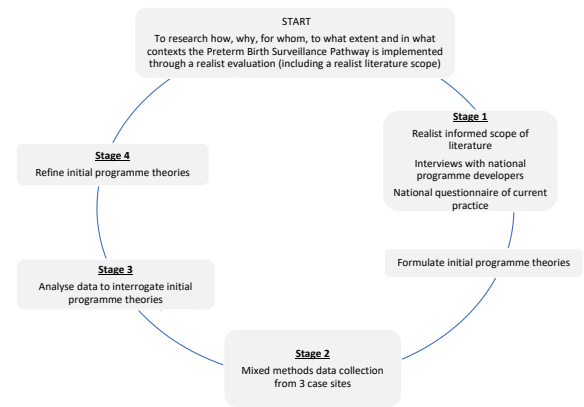 START
To research how, why, for whom, to what extent and in what
contexts the Preterm Birth Surveillance Pathway is implemented
through a realist evaluation (including a realist literature scope)
Stage 1
Realist informed scope of
literature
Interviews with national
programme developers
National questionnaire of current
practice
Formulate initial programme theories
Stage 2
Mixed methods data collection
from 3 case sites
Stage 3
Analyse data to interrogate initial
programme theories
Stage 4
Refine initial programme theories